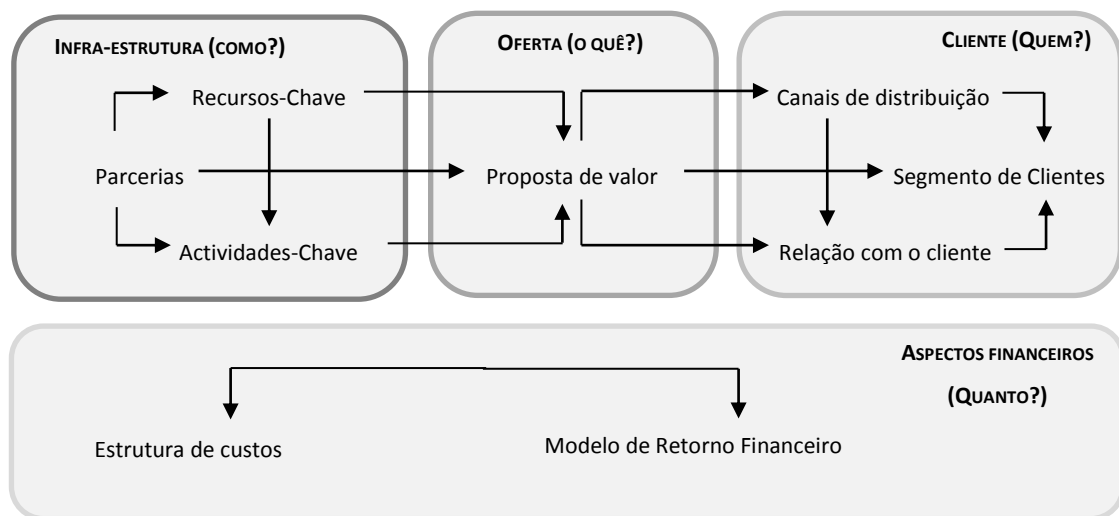 INFRA-ESTRUTURA (COMO?)
Recursos-Chave
Parcerias
Actividades-Chave
OFERTA (O QUÊ?)
Proposta de valor
CLIENTE (QUEM?)
Canais de distribuição
Segmento de Clientes
Relação com o cliente
ASPECTOS FINANCEIROS
(QUANTO?)
Estrutura de custos
Modelo de Retorno Financeiro